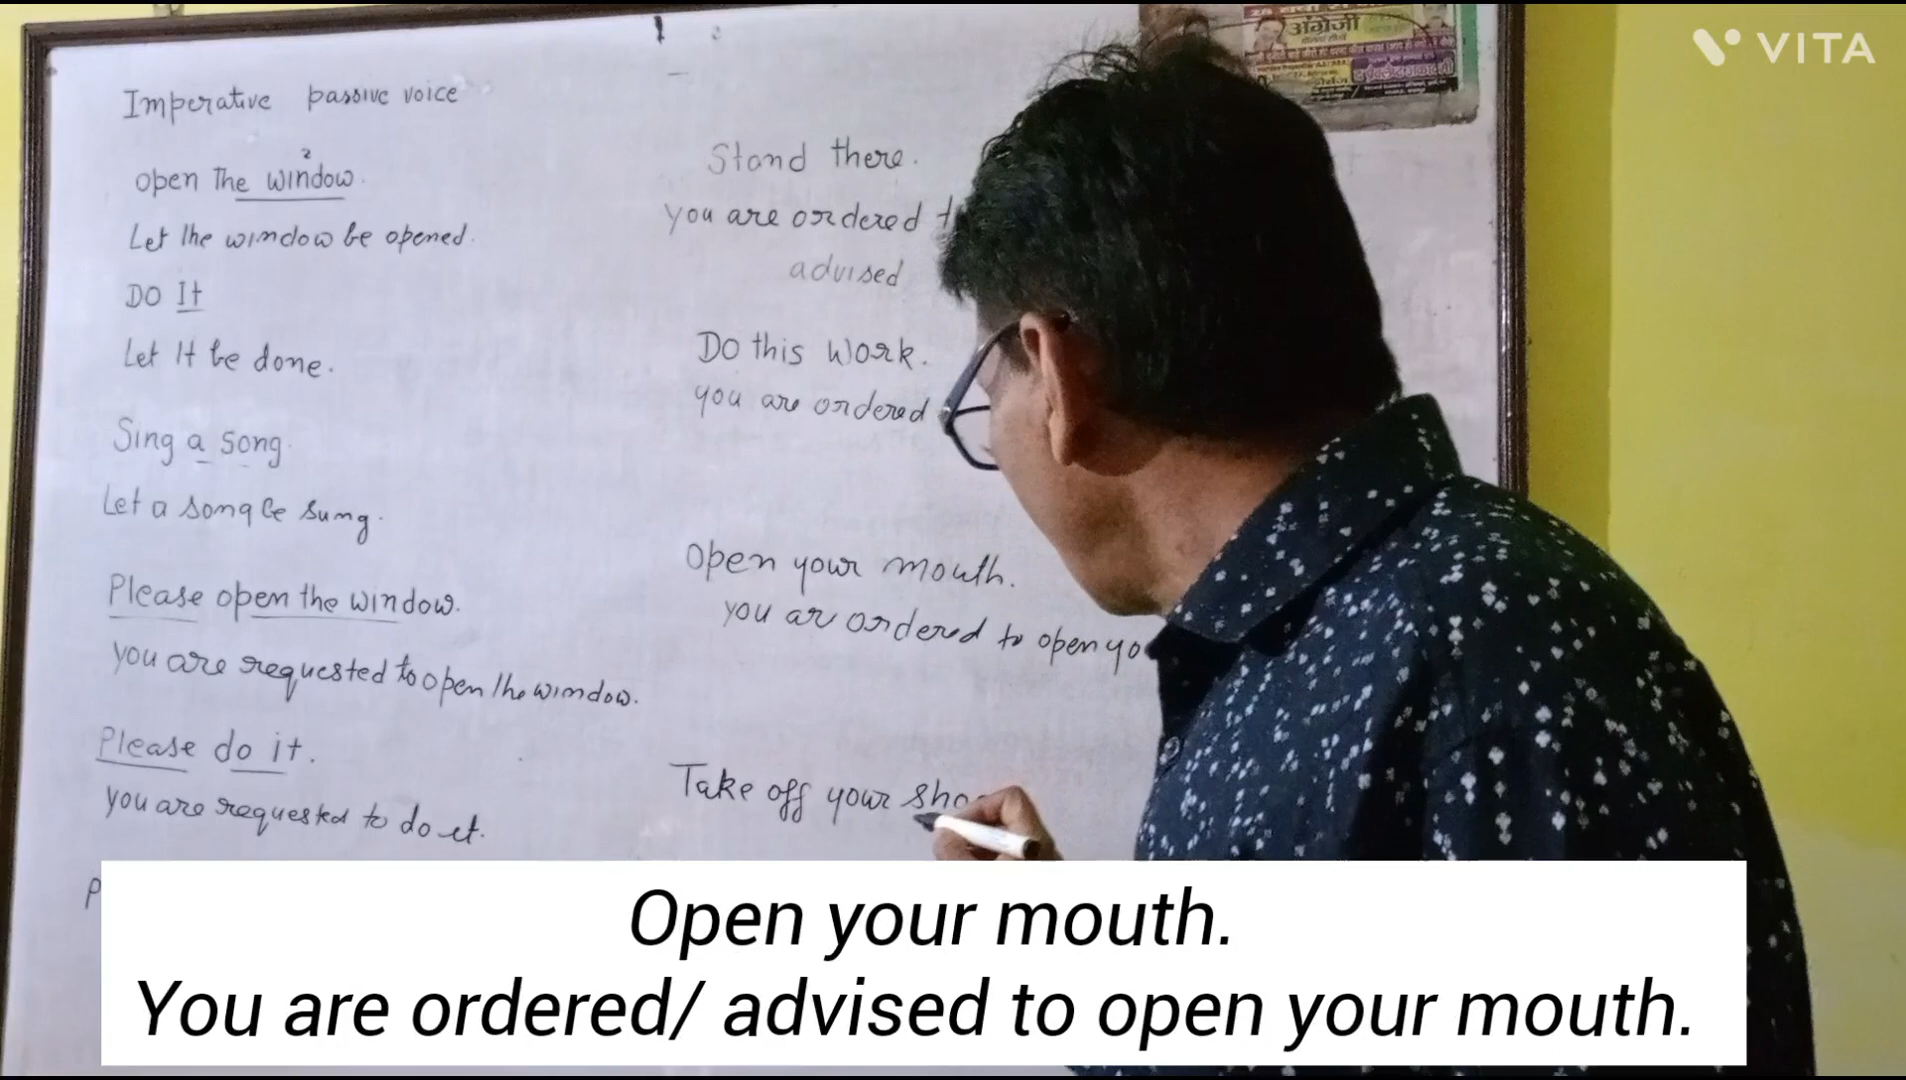 Imperative passive voice
2
open The window.
Let the window be opened.
DO It
Let It be done.
Sing a song.
Let a song be sung.
Please open the window.
you are requested to open the window.
Please do it.
you are requested to do it.
P
Stand there.
you are ordered t
advised
Do this work.
you are ordered
Open your mouth.
you ar ordered to open yo
Take off your sho
अंग्रेजी
VITA
Open your mouth.
You are ordered/ advised to open your mouth.